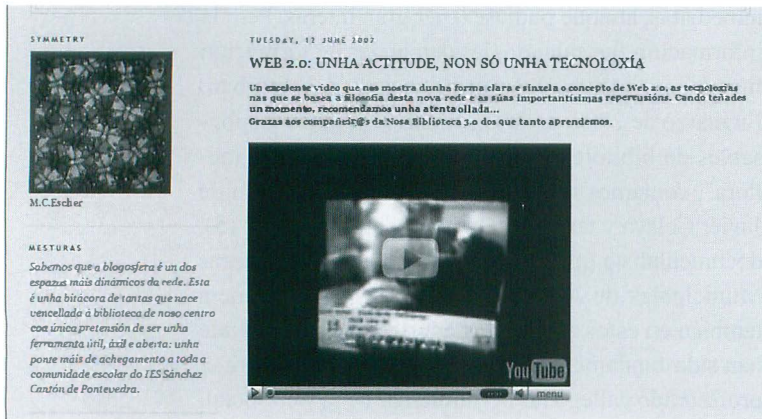 SYMMETRY
M.C.Escher
MESTURAS
Sabemos que a blogosfera é un dos
espazos máis dinámicos da rede. Esta
é unha bitácora de tantas que nace
vencellada á biblioteca de noso centro
coa única pretensión de ser unha
ferramenta útil, áxil e aberta: unha
ponte máis de achegamento a toda a
comunidade escolar do IES Sánchez
Cantón de Pontevedra.
TUESDAY, 12 JUNE 2007
WEB 2.0: UNHA ACTITUDE, NON SÓ UNHA TECNOLOXÍA
Un excelente vídeo que nos mostra dunha forma clara e sinxela o concepto de Web 2.0, as tecnoloxías
nas que se basea a filosofía desta nova rede e as súas importantísimas repercusións. Cando teñades
un momento, recomendamos unha atenta ollada...
Grazas aos compañeir@s da Nosa Biblioteca 3.0 dos que tanto aprendemos.
YouTube
menu